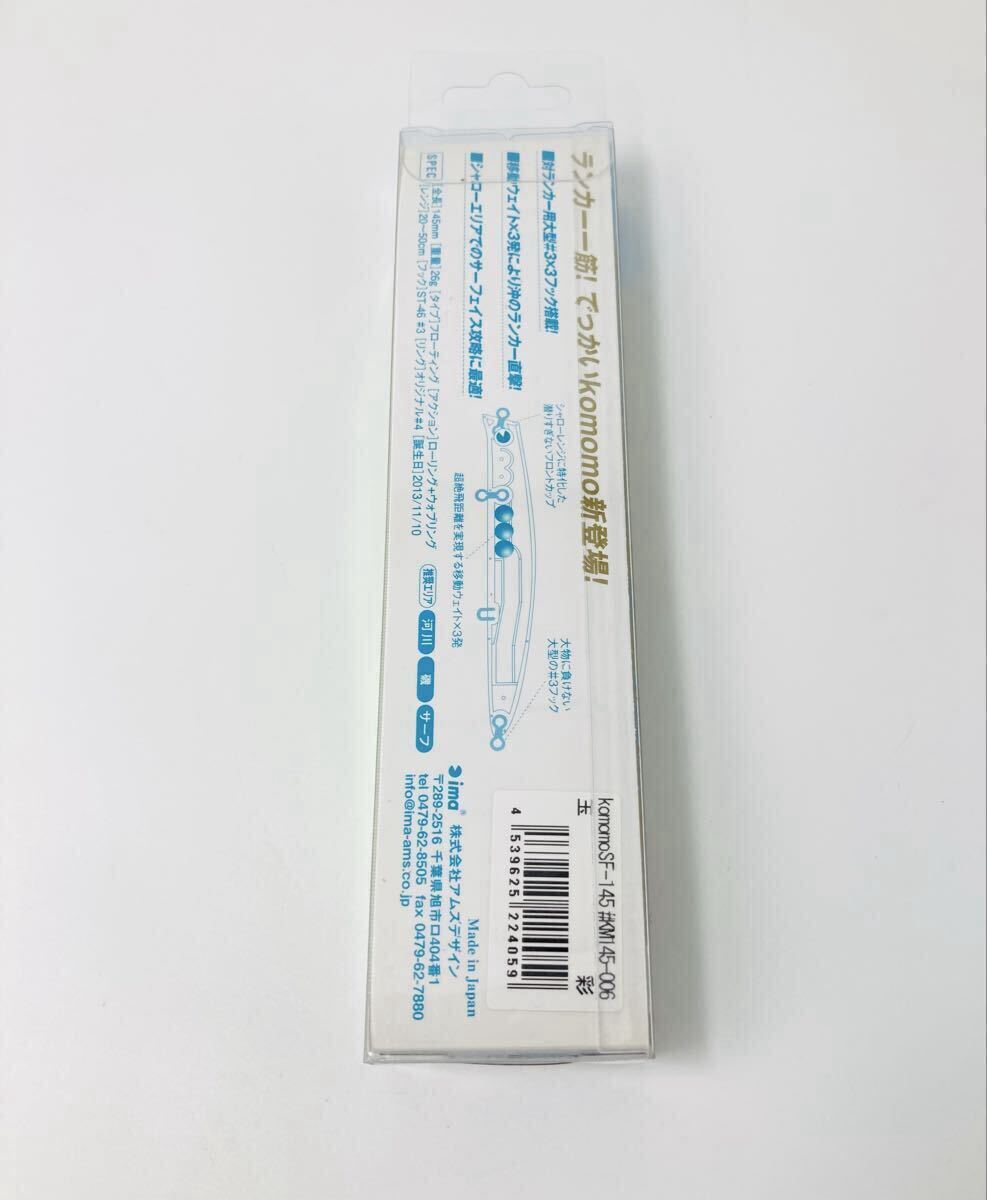 ランカー一筋！でっかいkomomo新登場！
■対ランカー用大型#3×3フック搭載！
■移動ウェイト×3発により沖のランカー直撃！
■シャローエリアでのサーフェイス攻略に最適！
SPEC [全長]145mm [重量]26g [タイプ]フローティング [アクション]ローリング+ウォブリング
[レンジ]20〜50cm [フック]ST-46 #3 [リング]オリジナル#4 [誕生日]2013/11/10
シャローレンジに特化した
潜りすぎないフロントカップ
超絶飛距離を実現する移動ウェイト×3発
大物に負けない
大型の#3フック
推奨エリア 河川 磯 サーフ
ima® 株式会社アムズデザイン
〒289-2516 千葉県旭市ロ404番1
tel 0479-62-8505 fax 0479-62-7880
info@ima-ams.co.jp
Made in Japan
komomoSF-145 #KM145-006
玉彩
4 539625 224059